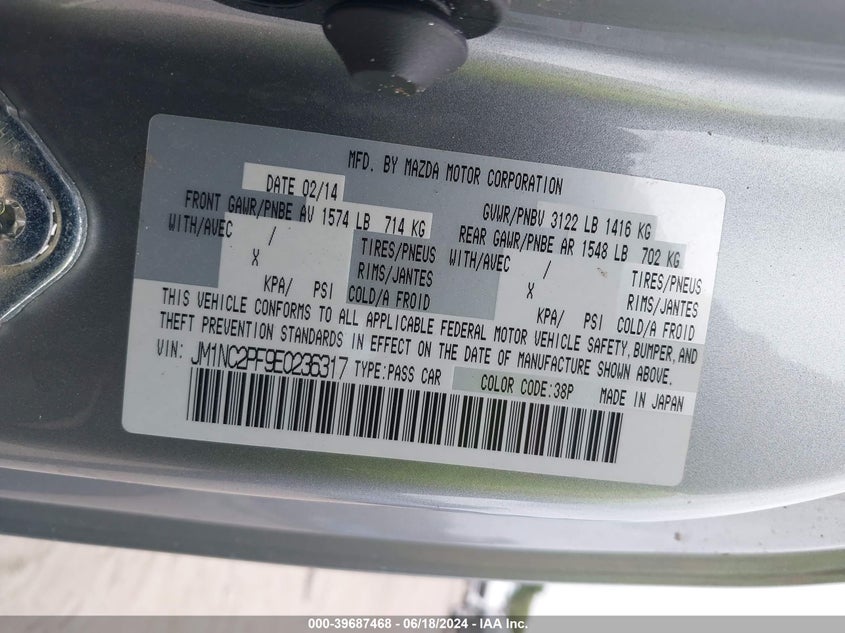 MFD. BY MAZDA MOTOR CORPORATION
DATE 02/14
GVWR/PNBV 3122 LB 1416 KG
FRONT GAWR/PNBE AV 1574 LB 714 KG
REAR GAWR/PNBE AR 1548 LB 702 KG
WITH/AVEC / TIRES/PNEUS
WITH/AVEC / TIRES/PNEUS
X RIMS/JANTES
X RIMS/JANTES
KPA/ PSI COLD/A FROID
KPA/ PSI COLD/A FROID
THIS VEHICLE CONFORMS TO ALL APPLICABLE FEDERAL MOTOR VEHICLE SAFETY, BUMPER, AND
THEFT PREVENTION STANDARDS IN EFFECT ON THE DATE OF MANUFACTURE SHOWN ABOVE.
VIN: JM1NC2PF9E0236317 TYPE:PASS CAR COLOR CODE:38P MADE IN JAPAN
000-39687468 - 06/18/2024 - IAA Inc.